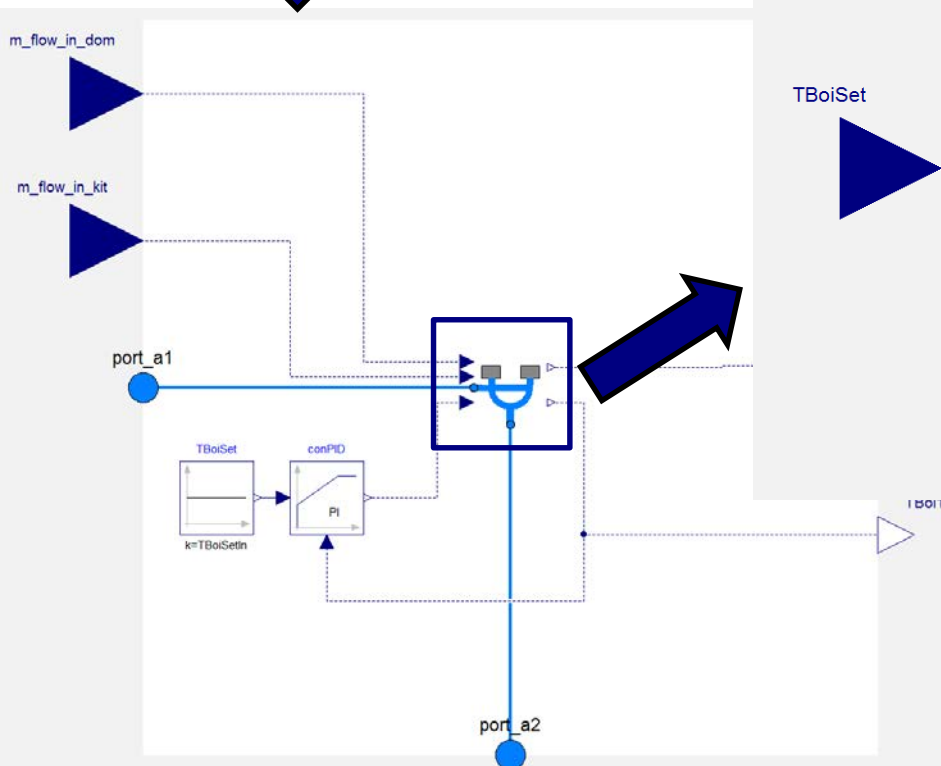 m_flow_in_dom
TBoiSet
m_flow_in_kit
port_a1
TBoiSet
conPID
PI
k=TBoiSetIn
port_a2